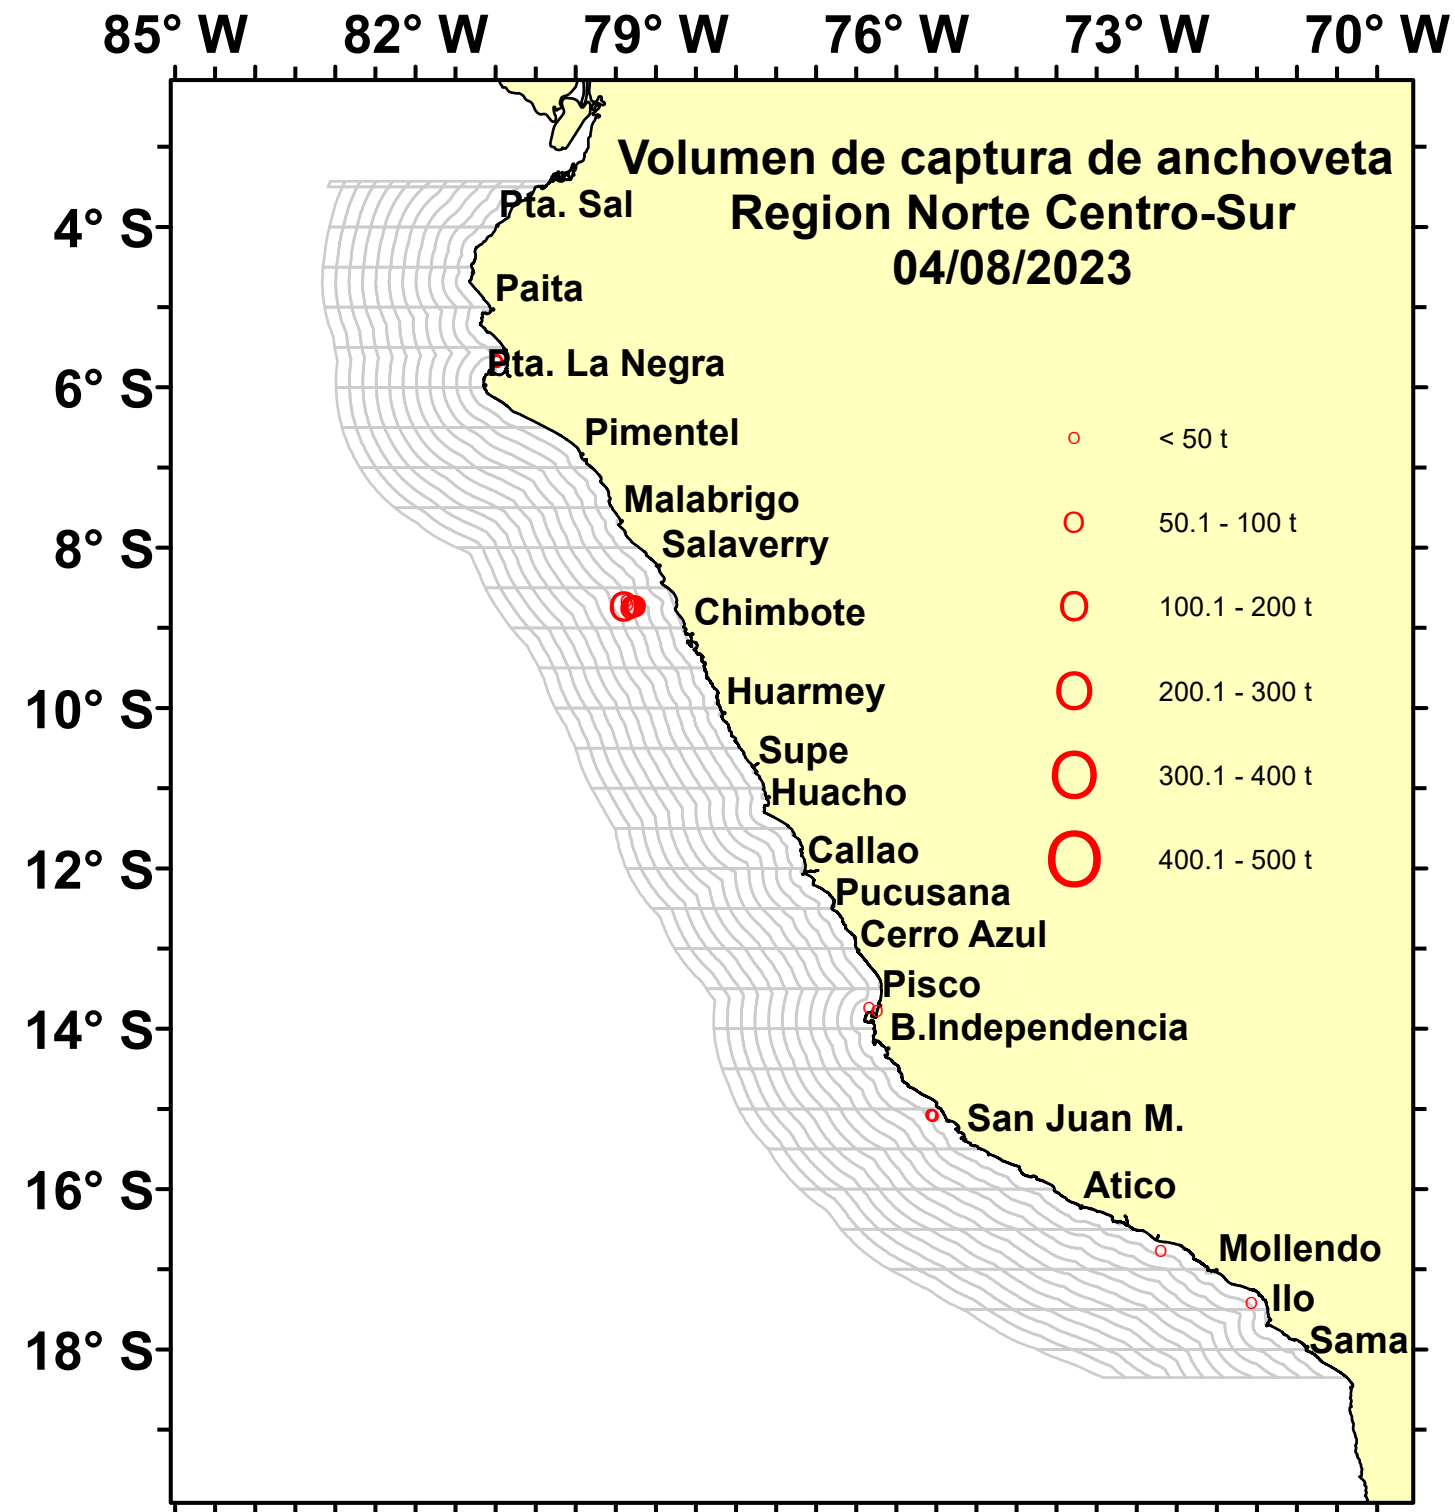 85° W 82° W 79° W 76° W 73° W 70° W
Volumen de captura de anchoveta
Region Norte Centro-Sur
04/08/2023
Pta. Sal
4° S
Paita
Pta. La Negra
6° S
Pimentel
< 50 t
Malabrigo
50.1 - 100 t
8° S
Salaverry
Chimbote
100.1 - 200 t
Huarmey
200.1 - 300 t
10° S
Supe
300.1 - 400 t
Huacho
Callao
400.1 - 500 t
12° S
Pucusana
Cerro Azul
Pisco
14° S
B.Independencia
San Juan M.
16° S
Atico
Mollendo
Ilo
18° S
Sama